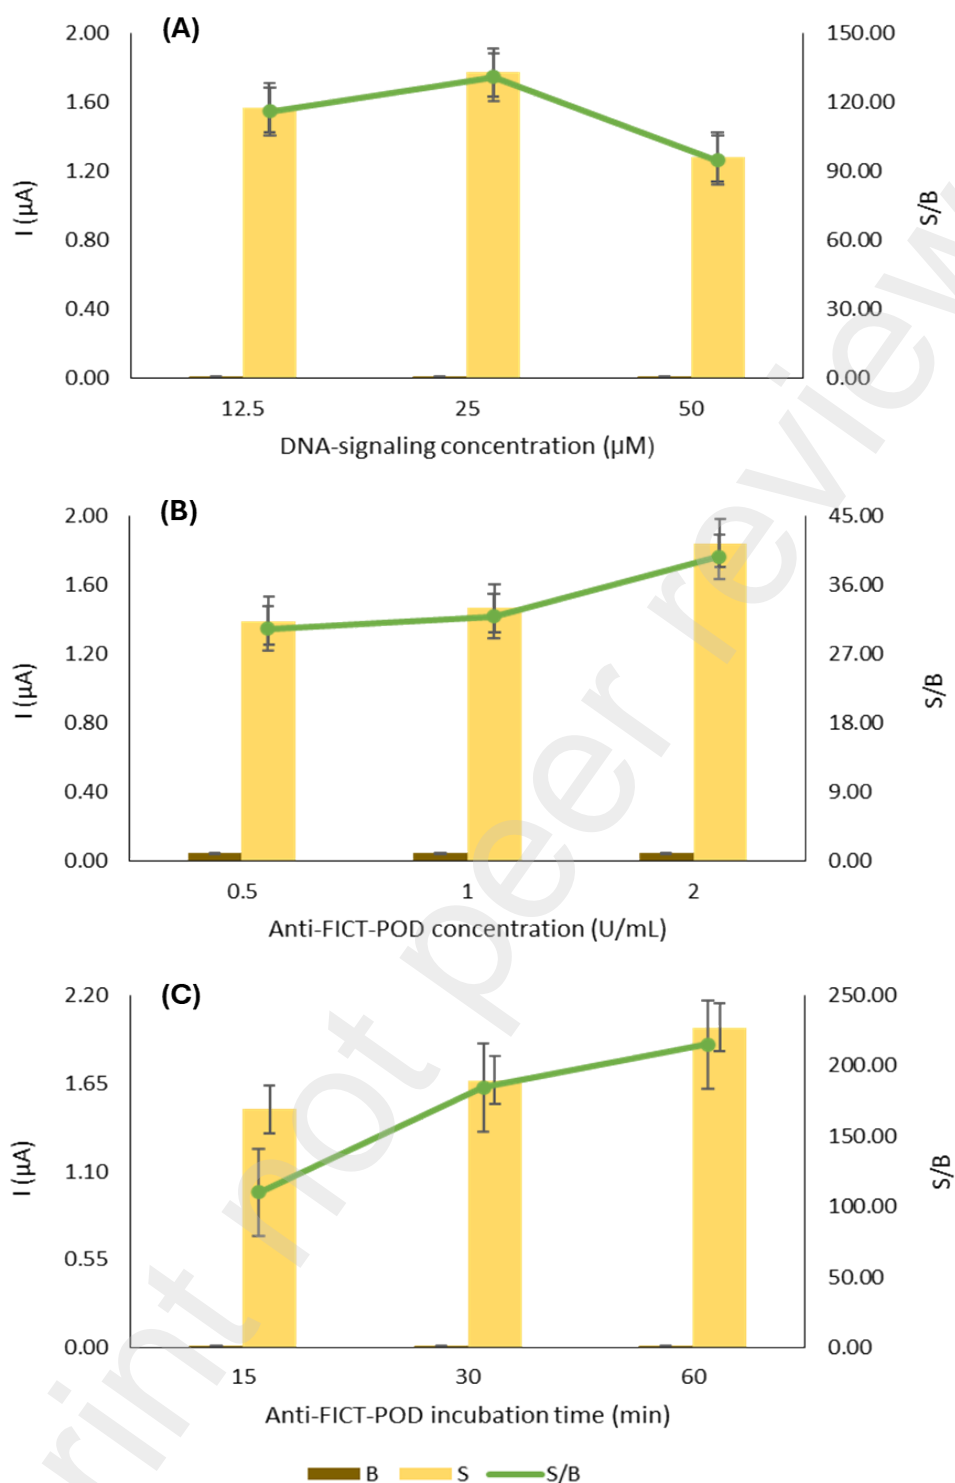 (A)
2.00 150.00
1.60 120.00
1.20 90.00
0.80 60.00
0.40 30.00
0.00 0.00
I (µA)
S/B
12.5 25 50
DNA-signaling concentration (µM)
(B)
2.00 45.00
1.60 36.00
1.20 27.00
0.80 18.00
0.40 9.00
0.00 0.00
I (µA)
S/B
0.5 1 2
Anti-FICT-POD concentration (U/mL)
(C)
2.20 250.00
200.00
1.65
150.00
1.10
100.00
0.55
50.00
0.00 0.00
I (µA)
S/B
15 30 60
Anti-FICT-POD incubation time (min)
B S S/B
rint not peer review